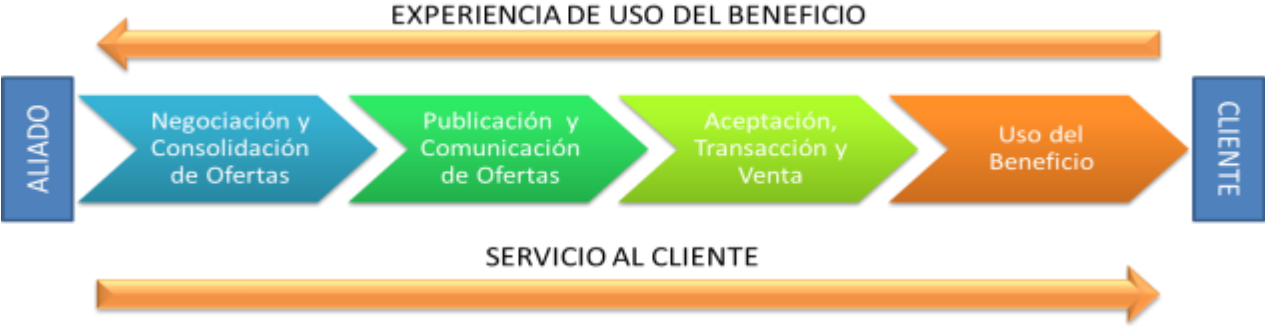 EXPERIENCIA DE USO DEL BENEFICIO
ALIADO
Negociación y
Consolidación
de Ofertas
Publicación y
Comunicación
de Ofertas
Aceptación,
Transacción y
Venta
Uso del
Beneficio
CLIENTE
SERVICIO AL CLIENTE